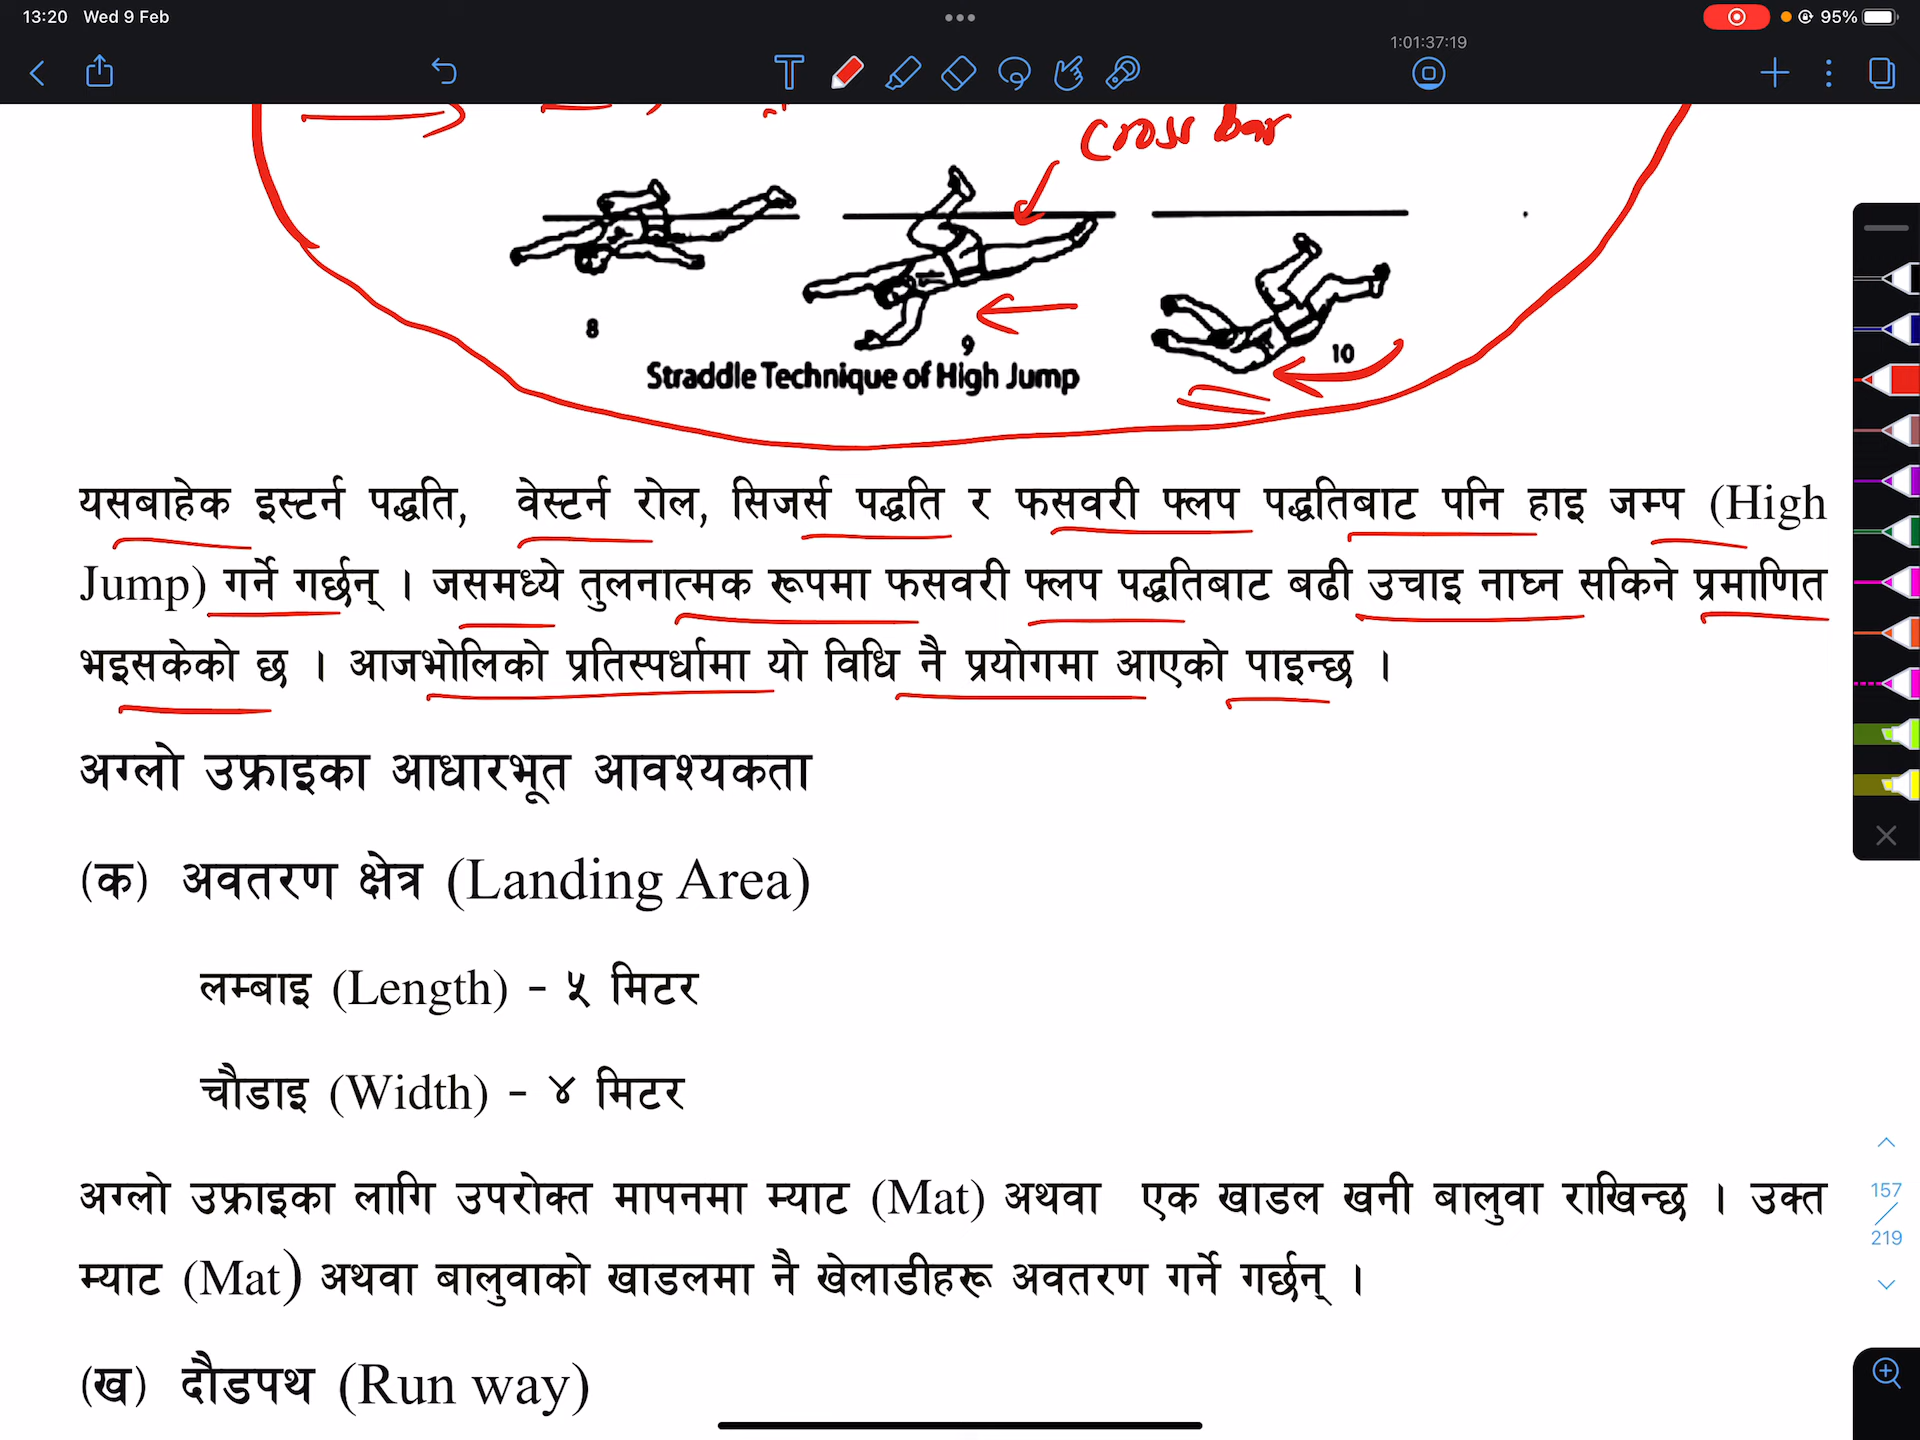 13:20 Wed 9 Feb
95%
1:01:37:19
cross bar
8
9
10
Straddle Technique of High Jump
यसबाहेक इस्टर्न पद्धति, वेस्टर्न रोल, सिजर्स पद्धति र फसवरी फ्लप पद्धतिबाट पनि हाइ जम्प (High
Jump) गर्ने गर्छन् । जसमध्ये तुलनात्मक रूपमा फसवरी फ्लप पद्धतिबाट बढी उचाइ नाघ्न सकिने प्रमाणित
भइसकेको छ । आजभोलिको प्रतिस्पर्धामा यो विधि नै प्रयोगमा आएको पाइन्छ ।
अग्लो उफ्राइका आधारभूत आवश्यकता
(क) अवतरण क्षेत्र (Landing Area)
लम्बाइ (Length) – ५ मिटर
चौडाइ (Width) – ४ मिटर
अग्लो उफ्राइका लागि उपरोक्त मापनमा म्याट (Mat) अथवा एक खाडल खनी बालुवा राखिन्छ । उक्त
म्याट (Mat) अथवा बालुवाको खाडलमा नै खेलाडीहरू अवतरण गर्ने गर्छन् ।
(ख) दौडपथ (Run way)
157
219